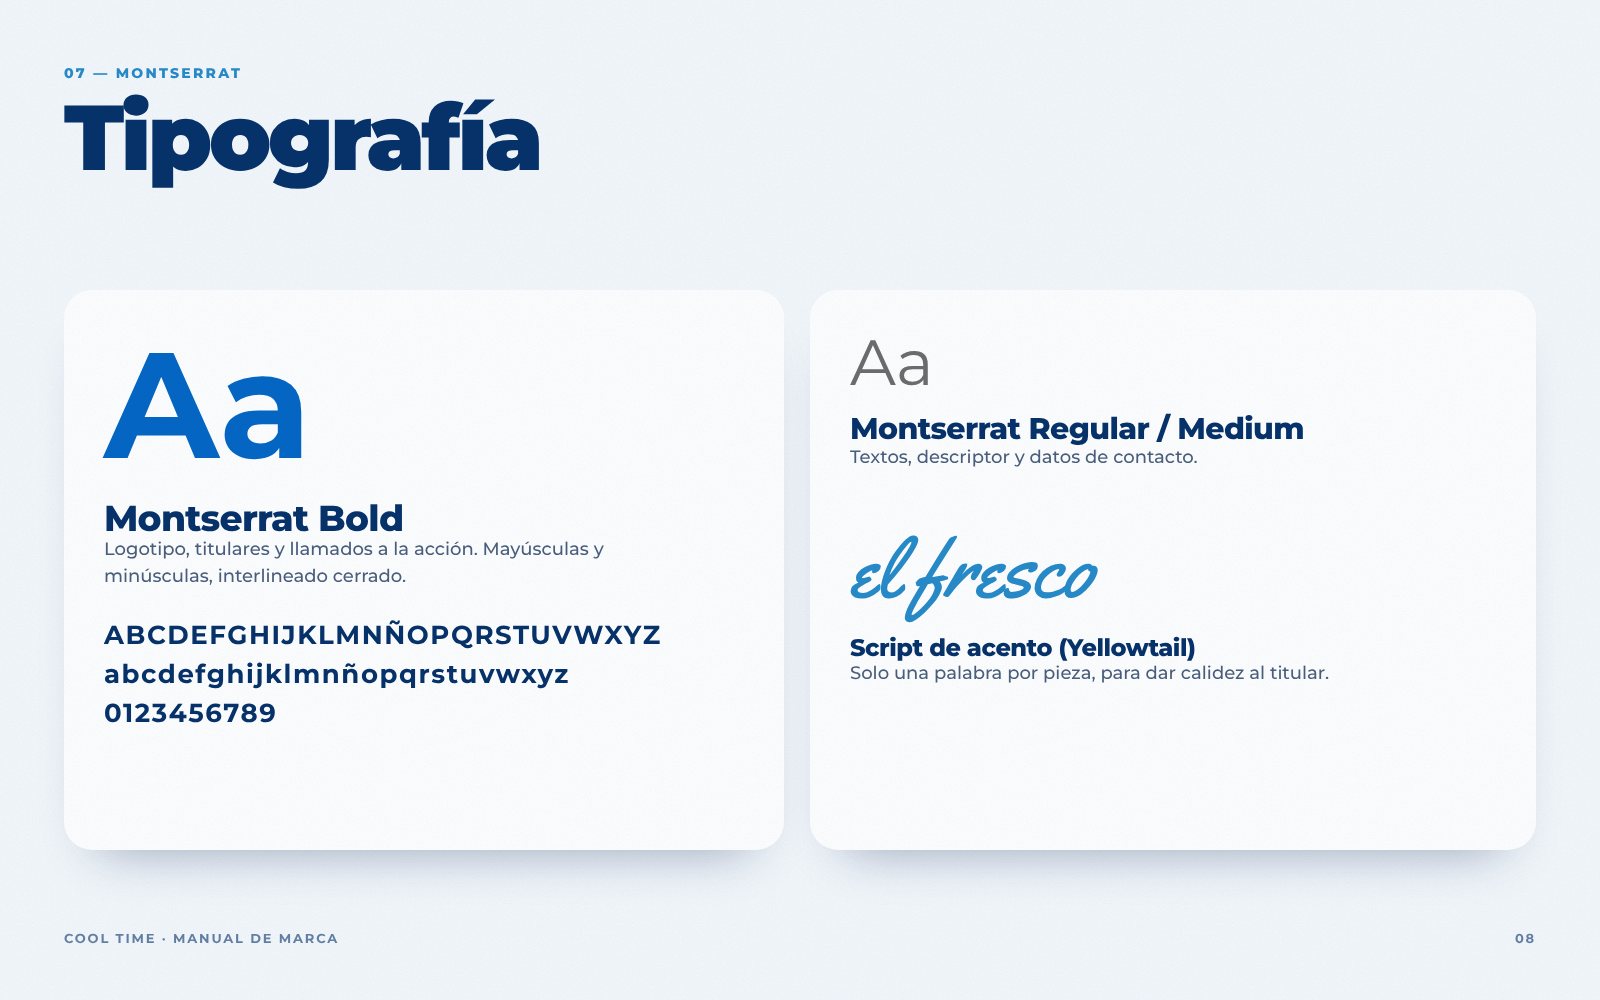 07 — MONTSERRAT
Tipografía
Aa
Montserrat Bold
Logotipo, titulares y llamados a la acción. Mayúsculas y
minúsculas, interlineado cerrado.
ABCDEFGHIJKLMNÑOPQRSTUVWXYZ
abcdefghijklmnñopqrstuvwxyz
0123456789
Aa
Montserrat Regular / Medium
Textos, descriptor y datos de contacto.
el fresco
Script de acento (Yellowtail)
Solo una palabra por pieza, para dar calidez al titular.
COOL TIME · MANUAL DE MARCA
08